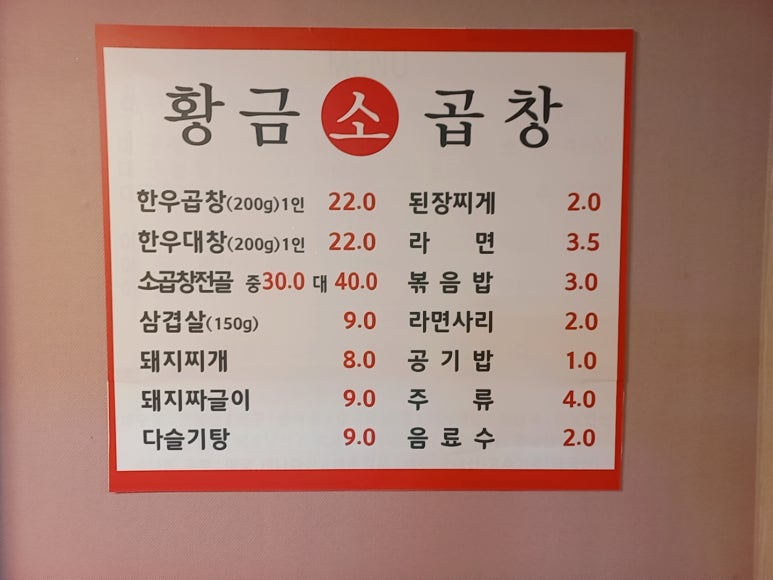 황금소곱창
한우곱창(200g)1인 22.0
한우대창(200g)1인 22.0
소곱창전골 중30.0 대 40.0
삼겹살(150g) 9.0
돼지찌개 8.0
돼지짜글이 9.0
다슬기탕 9.0
된장찌게 2.0
라 면 3.5
볶음밥 3.0
라면사리 2.0
공기밥 1.0
주 류 4.0
음료수 2.0